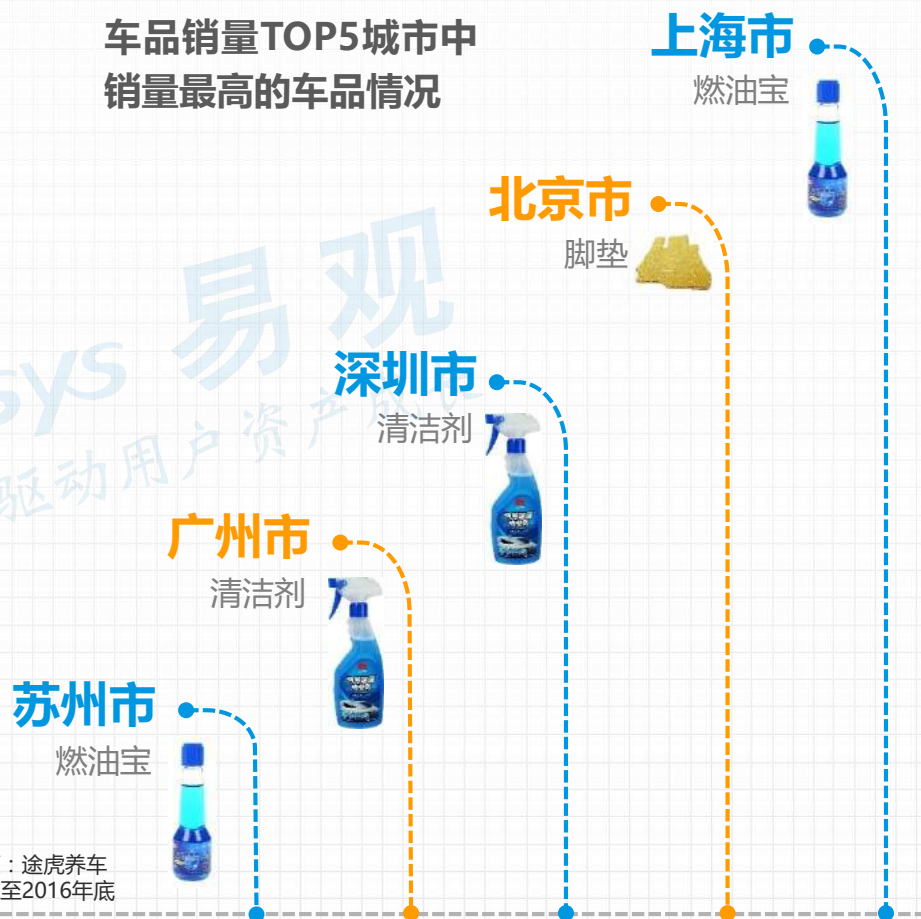 车品销量TOP5城市中
销量最高的车品情况
上海市
燃油宝
北京市
脚垫
sys 易观
深圳市
清洁剂
驱动用户资产成长
广州市
清洁剂
苏州市
燃油宝
：途虎养车
至2016年底